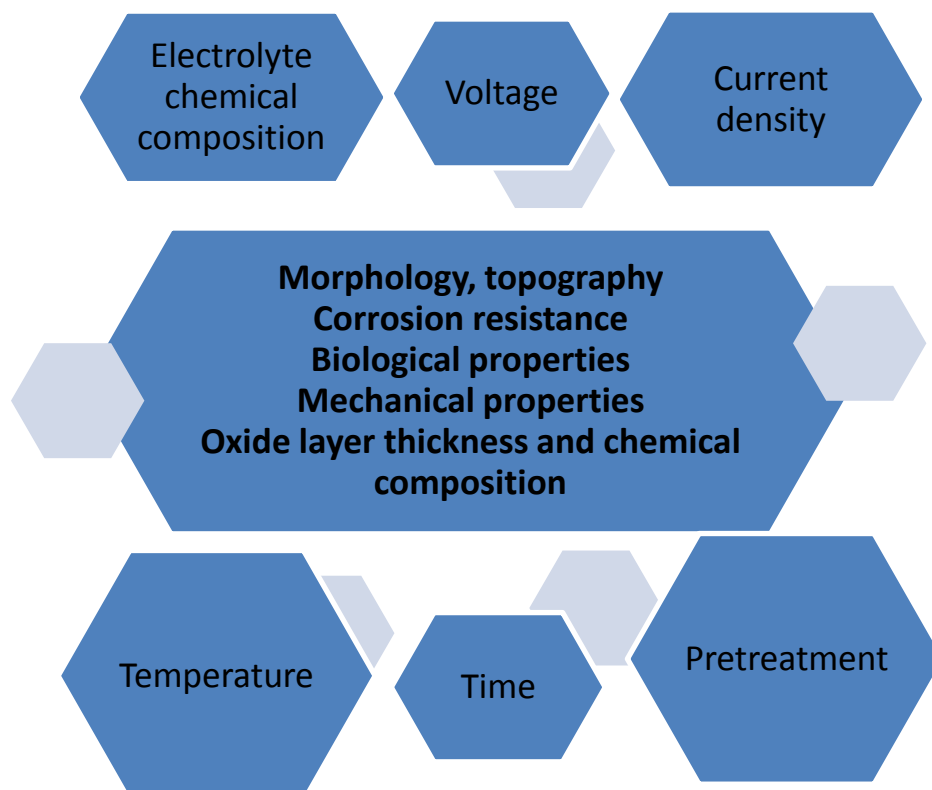 Electrolyte
chemical
composition
Voltage
Current
density
Morphology, topography
Corrosion resistance
Biological properties
Mechanical properties
Oxide layer thickness and chemical
composition
Temperature
Time
Pretreatment